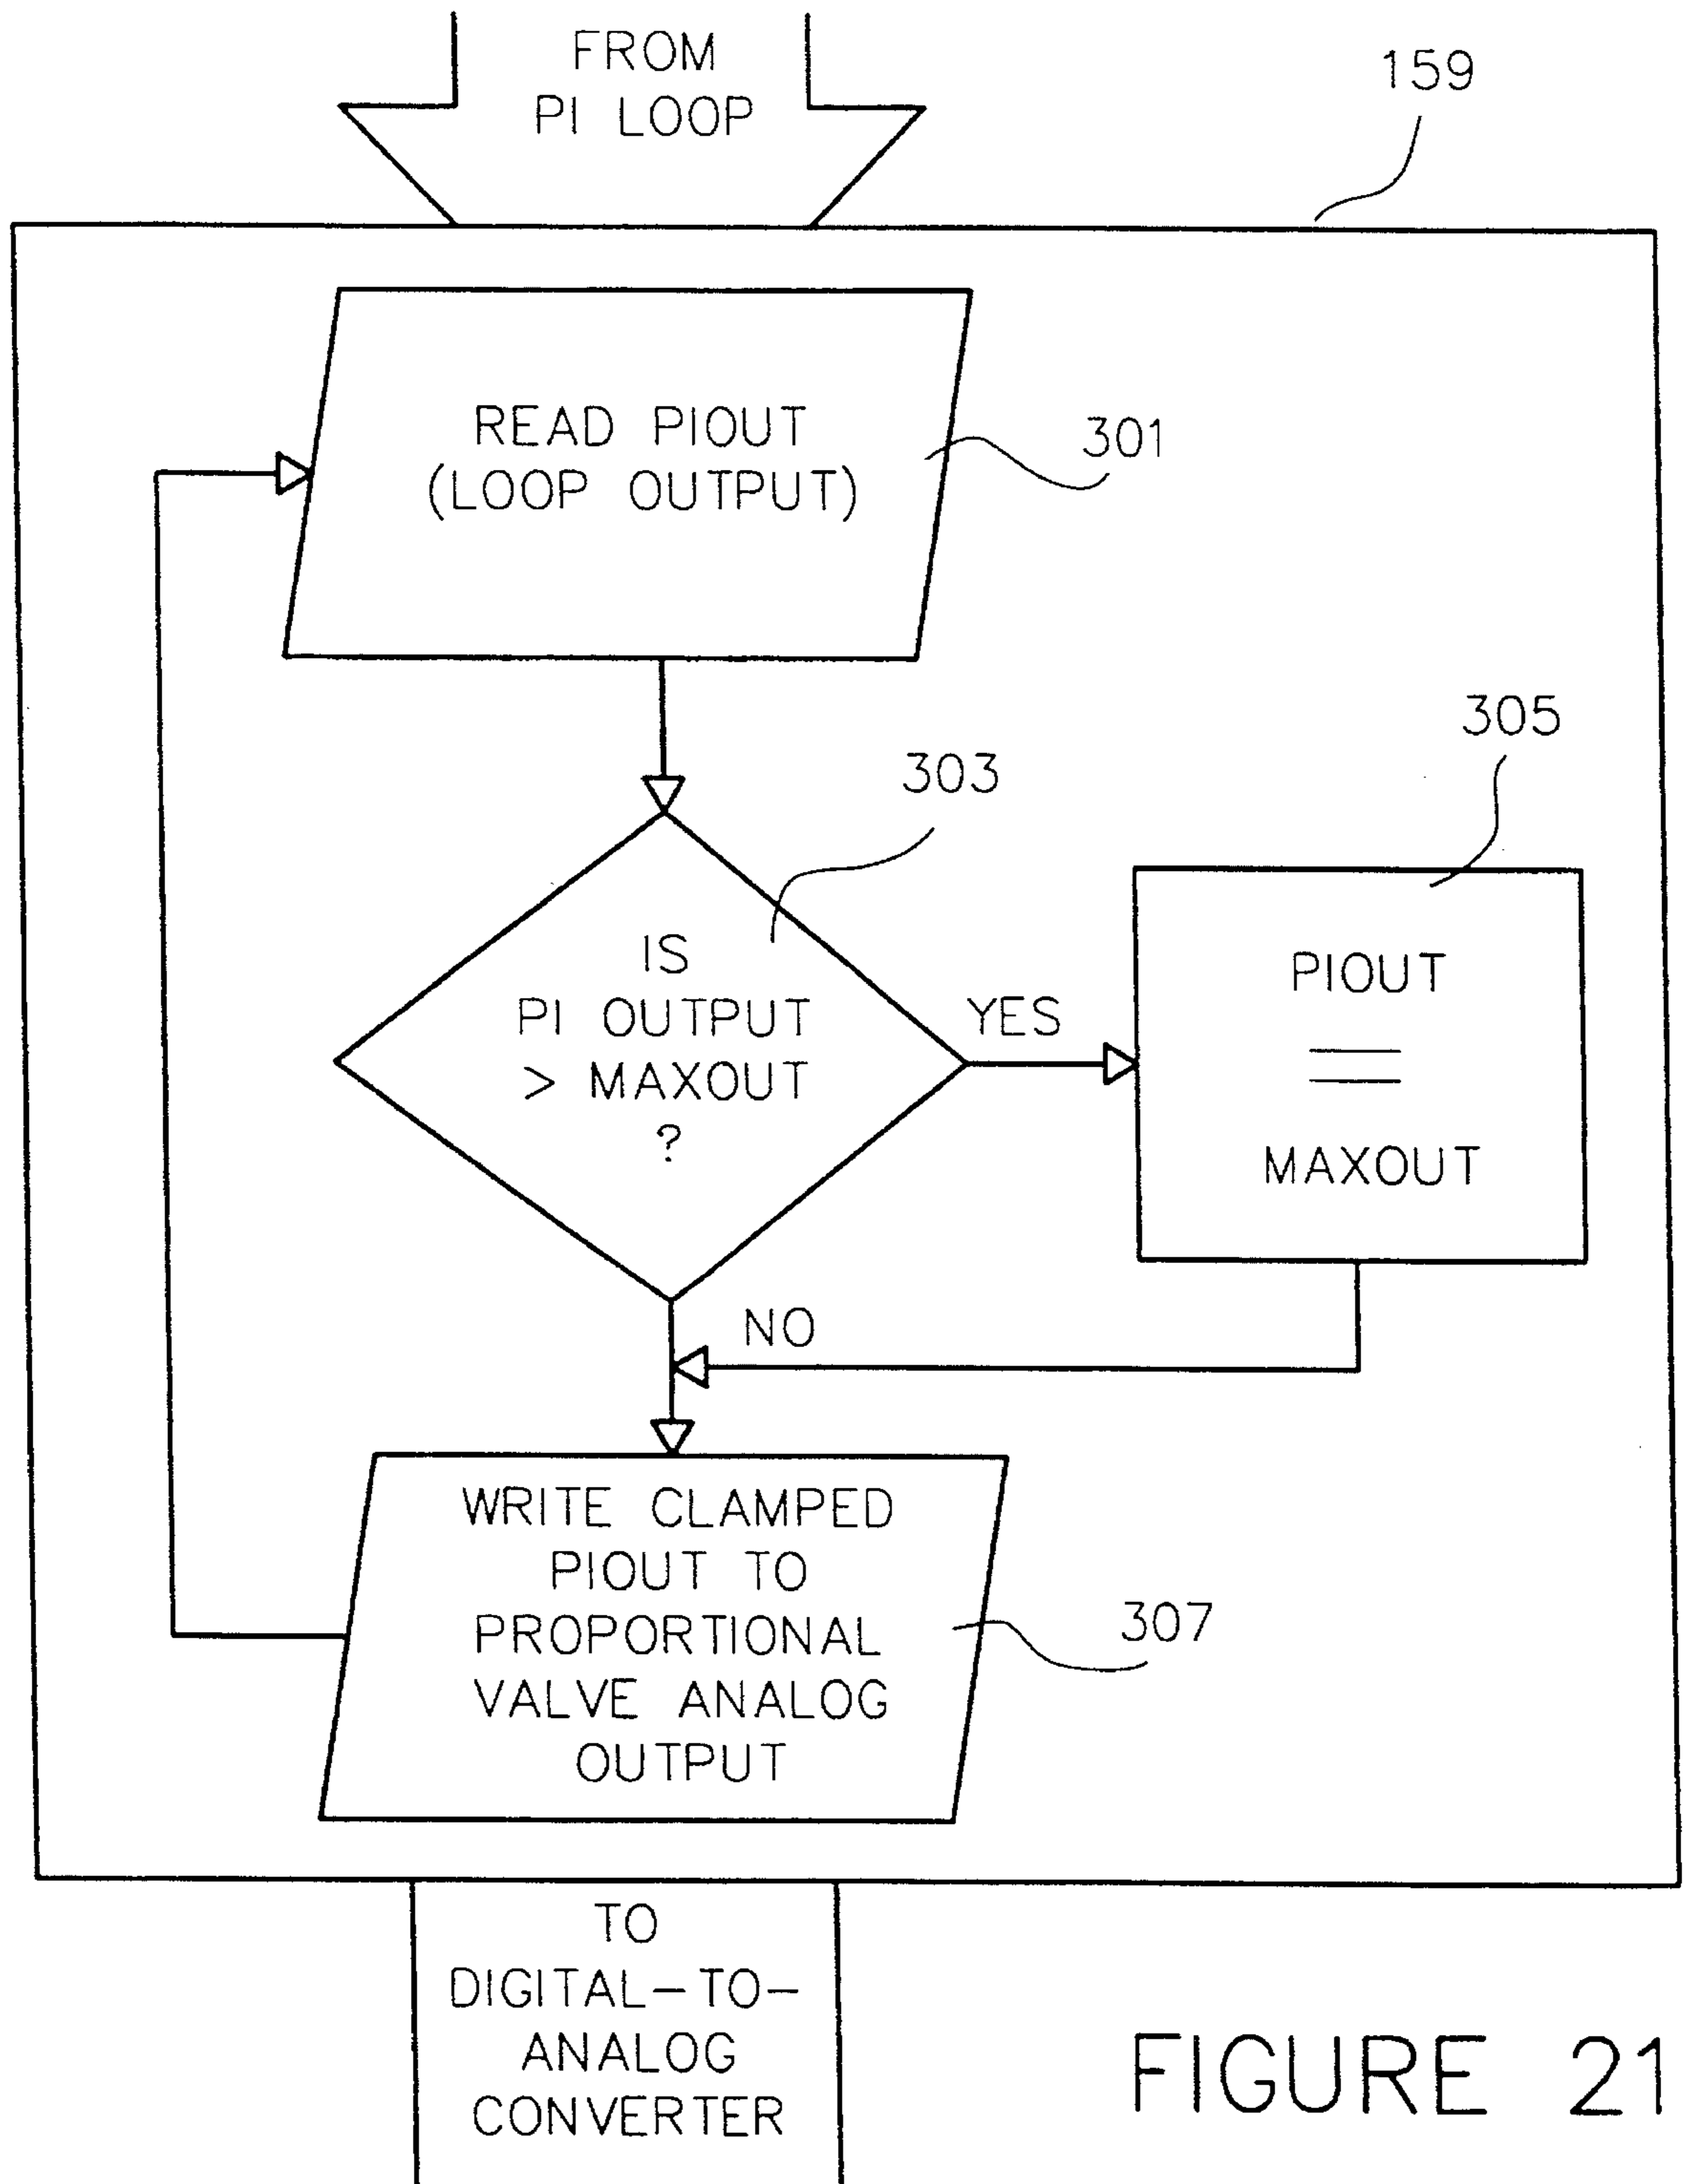 FROM
PI LOOP
159
READ PIOUT
(LOOP OUTPUT)
301
303
305
IS
PI OUTPUT
> MAXOUT
?
YES
PIOUT
=
MAXOUT
NO
WRITE CLAMPED
PIOUT TO
PROPORTIONAL
VALVE ANALOG
OUTPUT
307
TO
DIGITAL-TO-
ANALOG
CONVERTER
FIGURE 21